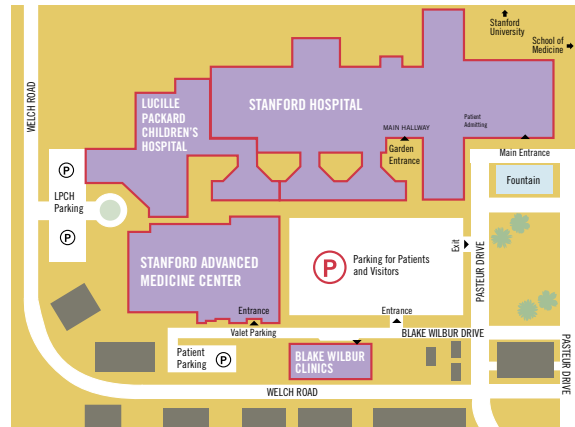 Stanford
University
School of
Medicine
WELCH ROAD
LUCILLE
PACKARD
CHILDREN'S
HOSPITAL
STANFORD HOSPITAL
MAIN HALLWAY
Patient
Admitting
Garden
Entrance
Main Entrance
Fountain
P
LPCH
Parking
P
STANFORD ADVANCED
MEDICINE CENTER
Entrance
Valet Parking
P
Parking for Patients
and Visitors
Exit
PASTEUR DRIVE
Entrance
BLAKE WILBUR DRIVE
Patient
Parking
P
BLAKE WILBUR
CLINICS
WELCH ROAD
PASTEUR DRIVE